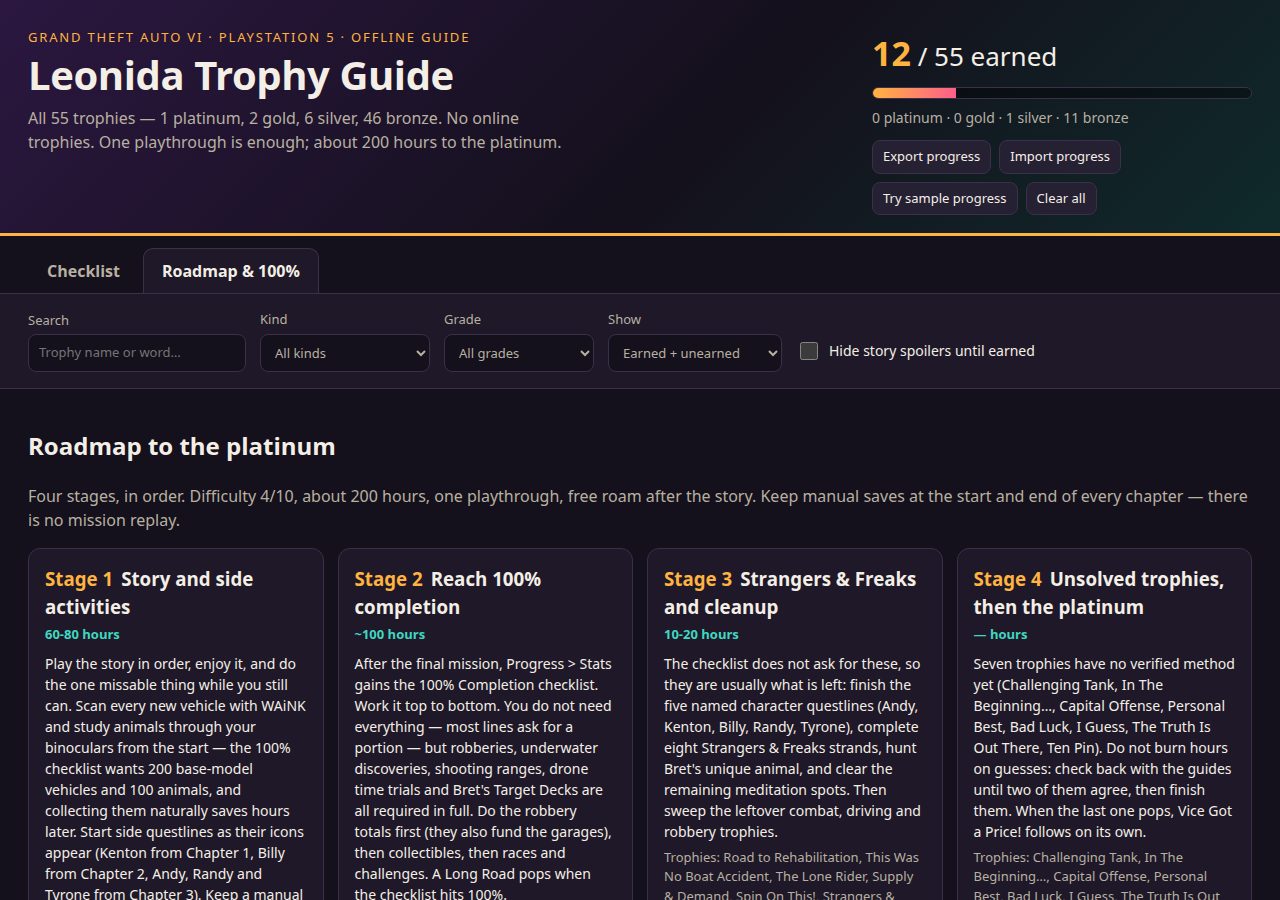 GRAND THEFT AUTO VI · PLAYSTATION 5 · OFFLINE GUIDE
Leonida Trophy Guide
All 55 trophies — 1 platinum, 2 gold, 6 silver, 46 bronze. No online
trophies. One playthrough is enough; about 200 hours to the platinum.
12 / 55 earned
0 platinum · 0 gold · 1 silver · 11 bronze
Export progress
Import progress
Try sample progress
Clear all
Checklist
Roadmap & 100%
Search
Kind
Grade
Show
Trophy name or word...
All kinds
All grades
Earned + unearned
Hide story spoilers until earned
Roadmap to the platinum
Four stages, in order. Difficulty 4/10, about 200 hours, one playthrough, free roam after the story. Keep manual saves at the start and end of every chapter — there
is no mission replay.
Stage 1 Story and side
activities
60-80 hours
Play the story in order, enjoy it, and do
the one missable thing while you still
can. Scan every new vehicle with WAiNK
and study animals through your
binoculars from the start — the 100%
checklist wants 200 base-model
vehicles and 100 animals, and
collecting them naturally saves hours
later. Start side questlines as their icons
appear (Kenton from Chapter 1, Billy
from Chapter 2, Andy, Randy and
Tyrone from Chapter 3). Keep a manual
Stage 2 Reach 100%
completion
~100 hours
After the final mission, Progress > Stats
gains the 100% Completion checklist.
Work it top to bottom. You do not need
everything — most lines ask for a
portion — but robberies, underwater
discoveries, shooting ranges, drone
time trials and Bret's Target Decks are
all required in full. Do the robbery
totals first (they also fund the garages),
then collectibles, then races and
challenges. A Long Road pops when
the checklist hits 100%.
Stage 3 Strangers & Freaks
and cleanup
10-20 hours
The checklist does not ask for these, so
they are usually what is left: finish the
five named character questlines (Andy,
Kenton, Billy, Randy, Tyrone), complete
eight Strangers & Freaks strands, hunt
Bret's unique animal, and clear the
remaining meditation spots. Then
sweep the leftover combat, driving and
robbery trophies.
Trophies: Road to Rehabilitation, This Was
No Boat Accident, The Lone Rider, Supply
& Demand, Spin On This!, Strangers &
Stage 4 Unsolved trophies,
then the platinum
— hours
Seven trophies have no verified method
yet (Challenging Tank, In The
Beginning..., Capital Offense, Personal
Best, Bad Luck, I Guess, The Truth Is
Out There, Ten Pin). Do not burn hours
on guesses: check back with the guides
until two of them agree, then finish
them. When the last one pops, Vice Got
a Price! follows on its own.
Trophies: Challenging Tank, In The
Beginning..., Capital Offense, Personal
Best, Bad Luck, I Guess, The Truth Is Out